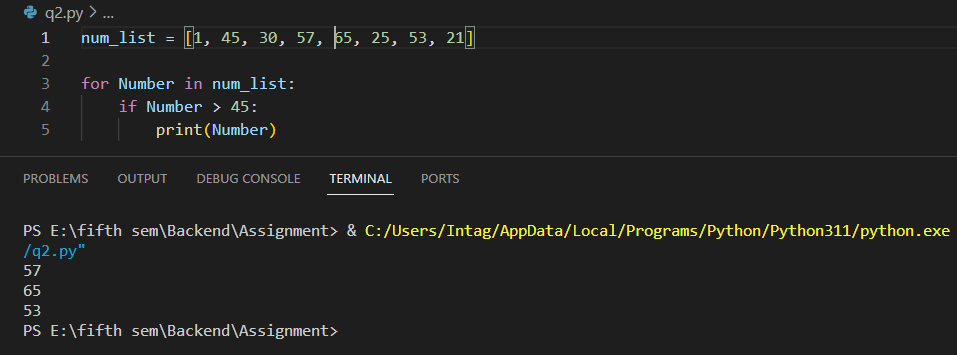 q2.py > ...
1 num_list = [1, 45, 30, 57, 65, 25, 53, 21]
2
3 for Number in num_list:
4     if Number > 45:
5         print(Number)
PROBLEMS OUTPUT DEBUG CONSOLE TERMINAL PORTS
PS E:\fifth sem\Backend\Assignment> & C:/Users/Intag/AppData/Local/Programs/Python/Python311/python.exe
/q2.py"
57
65
53
PS E:\fifth sem\Backend\Assignment>